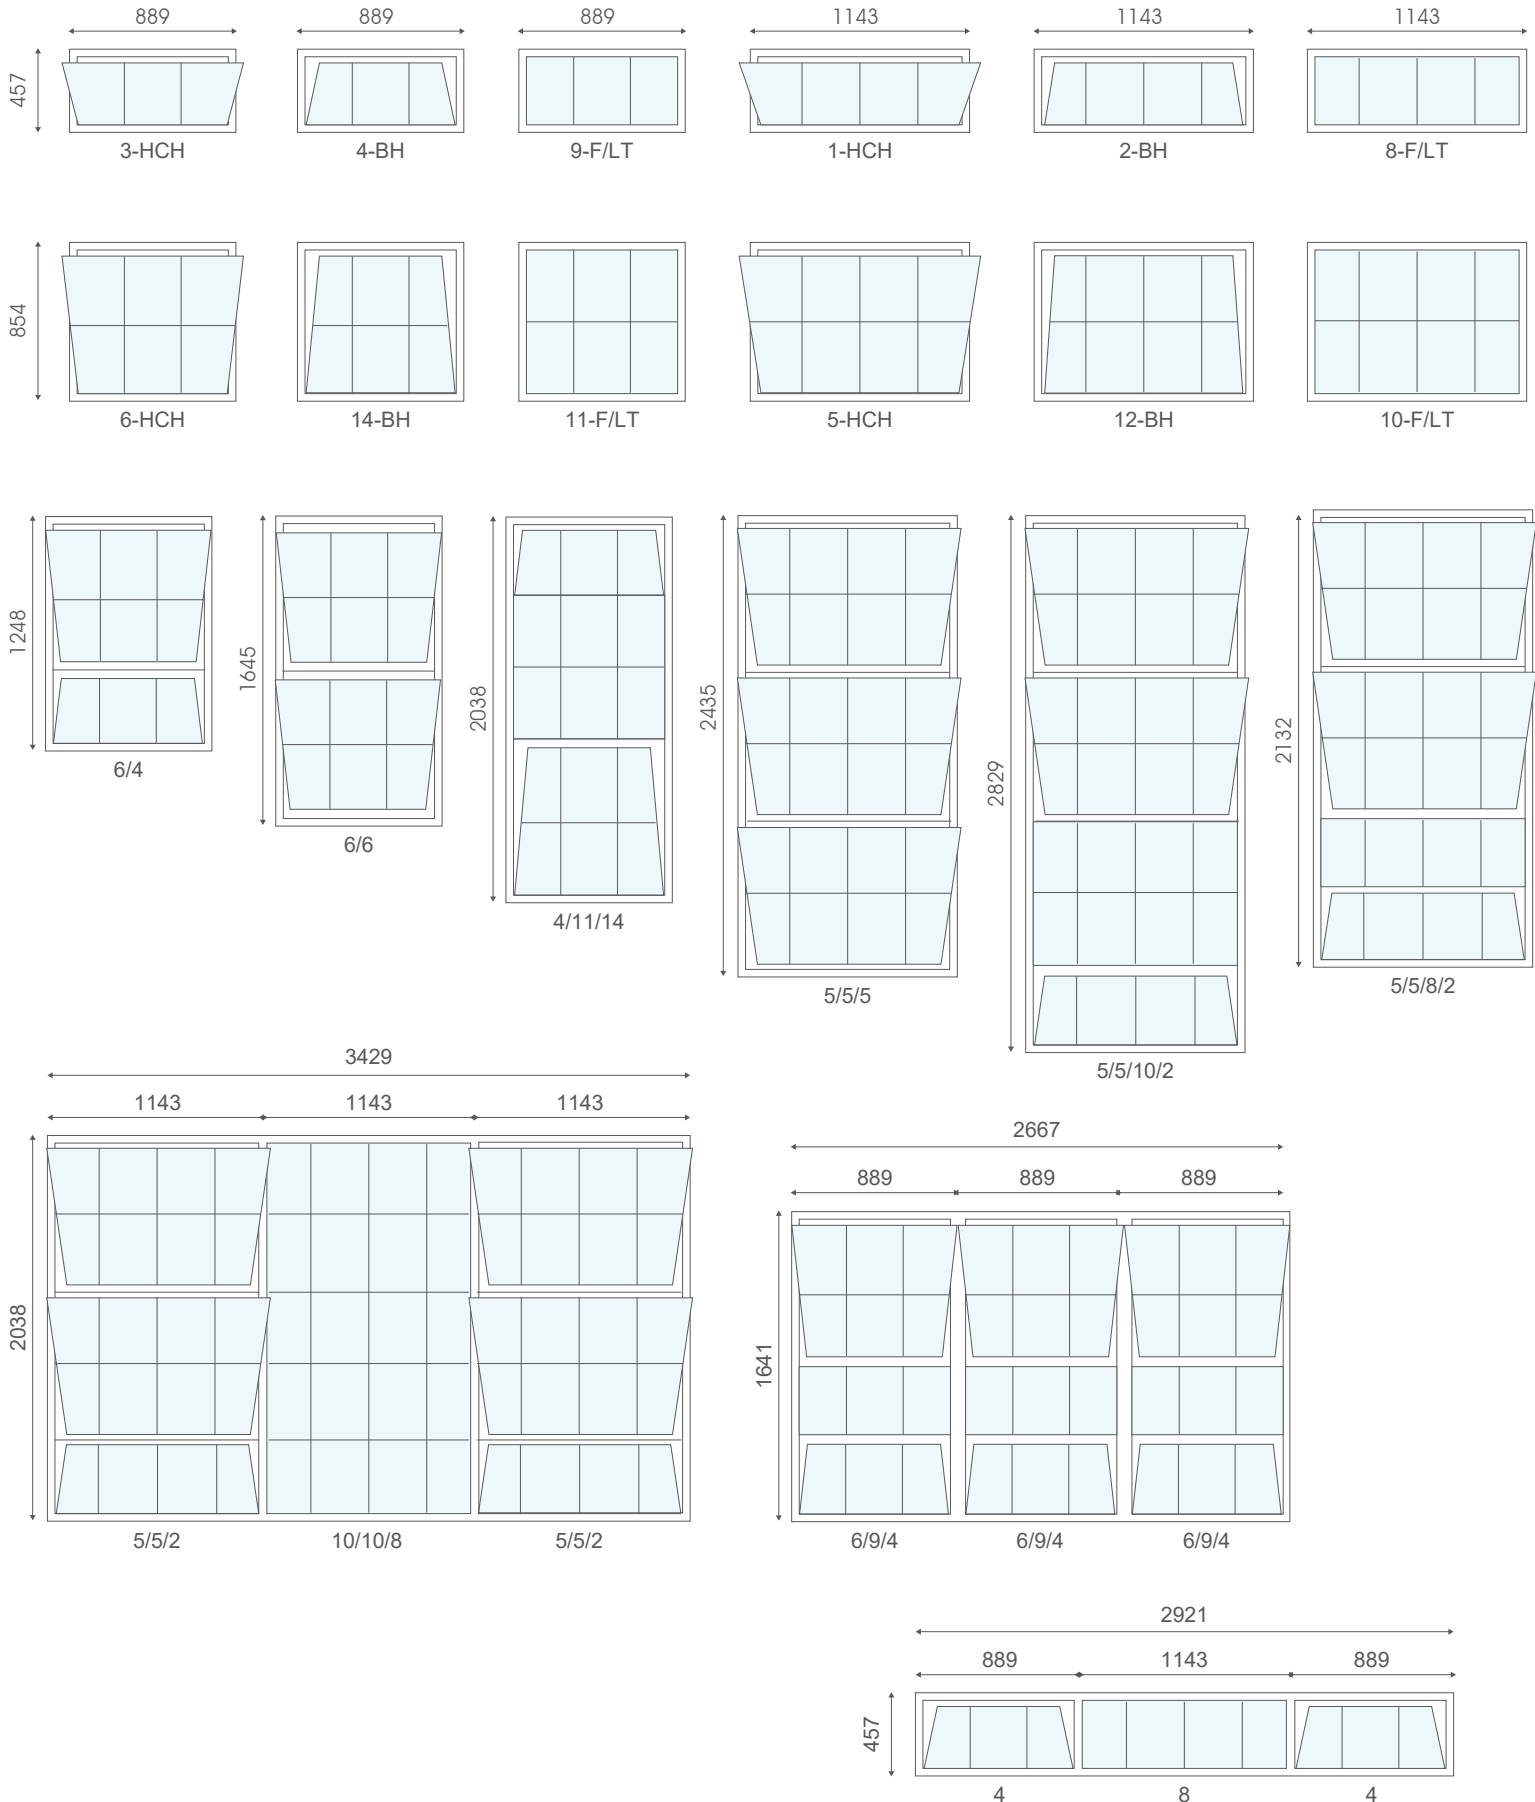 889 889 889 1143 1143 1143
457
3-HCH 4-BH 9-F/LT 1-HCH 2-BH 8-F/LT
854
6-HCH 14-BH 11-F/LT 5-HCH 12-BH 10-F/LT
1248
6/4
1645
6/6
2038
4/11/14
2435
5/5/5
2829
5/5/10/2
2132
5/5/8/2
3429
1143 1143 1143
2038
5/5/2 10/10/8 5/5/2
2667
889 889 889
1641
6/9/4 6/9/4 6/9/4
2921
889 1143 889
457
4 8 4